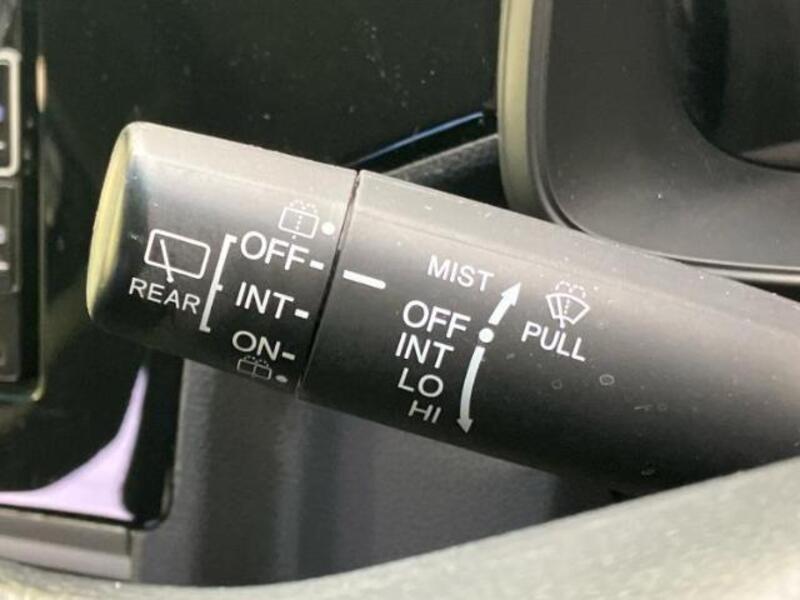 REAR
OFF
INT
ON
MIST
OFF
INT
LO
HI
PULL